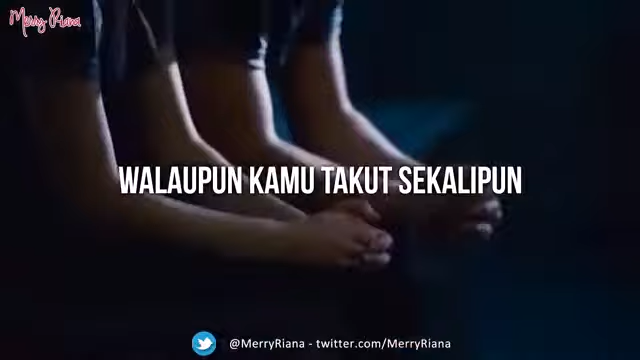 Merry Riana
WALAUPUN KAMU TAKUT SEKALIPUN
@MerryRiana - twitter.com/MerryRiana